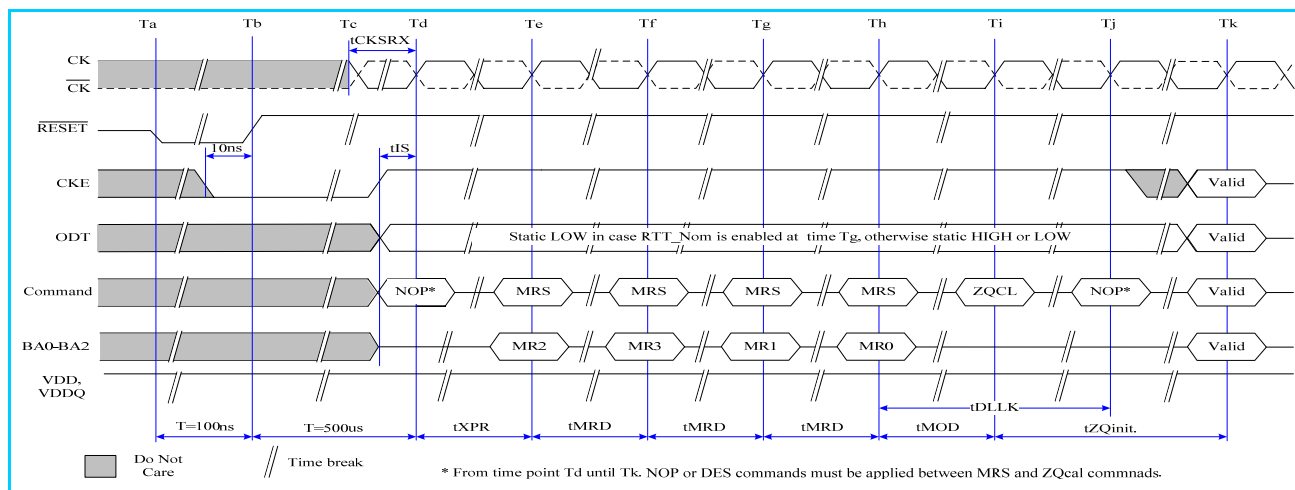 Ta Tb Tc Td Te Tf Tg Th Ti Tj Tk
tCKSRX
CK
CK
RESET
10ns tIS
CKE Valid
ODT Static LOW in case RTT_Nom is enabled at time Tg, otherwise static HIGH or LOW Valid
Command NOP* MRS MRS MRS MRS ZQCL NOP* Valid
BA0-BA2 MR2 MR3 MR1 MR0 Valid
VDD,
VDDQ
tDLLK
T=100ns T=500us tXPR tMRD tMRD tMRD tMOD tZQinit.
Do Not
Care
Time break
* From time point Td until Tk. NOP or DES commands must be applied between MRS and ZQcal commnads.